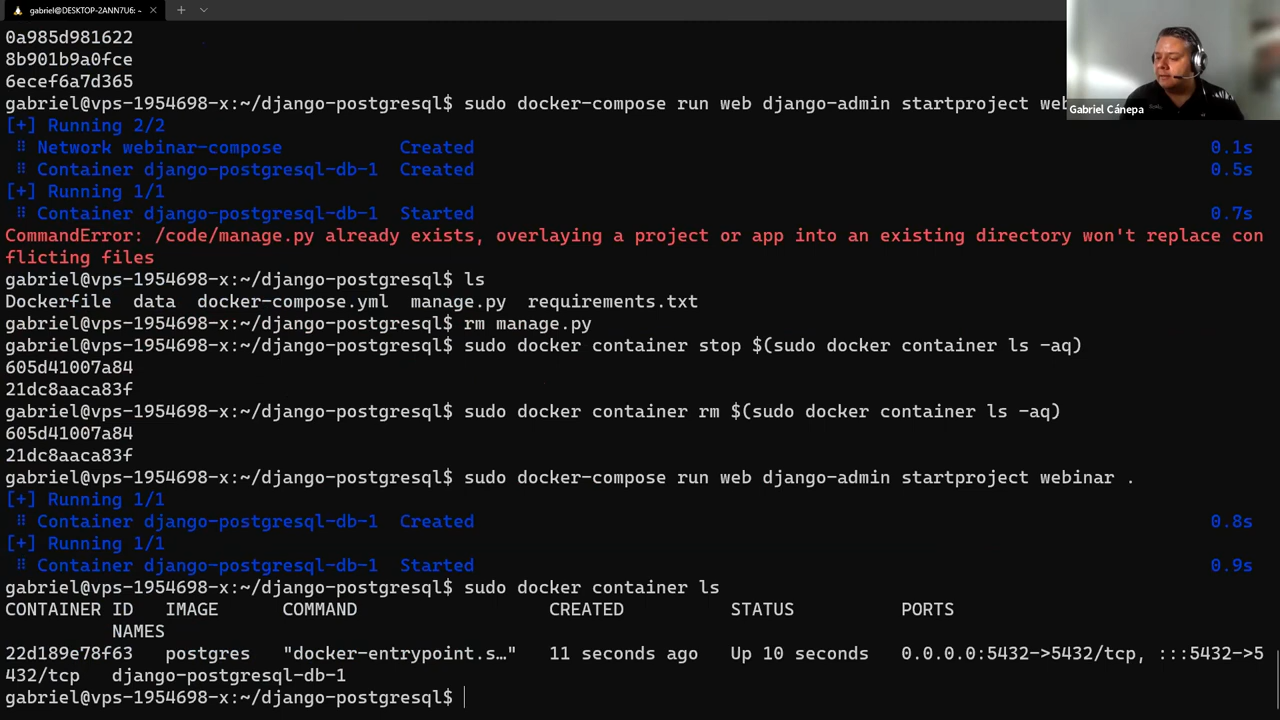 gabriel@DESKTOP-2ANN7U6: ~
0a985d981622
8b901b9a0fce
6ecef6a7d365
gabriel@vps-1954698-x:~/django-postgresql$ sudo docker-compose run web django-admin startproject
Gabriel Cánepa
[+] Running 2/2
⠿ Network webinar-compose Created 0.1s
⠿ Container django-postgresql-db-1 Created 0.5s
[+] Running 1/1
⠿ Container django-postgresql-db-1 Started 0.7s
CommandError: /code/manage.py already exists, overlaying a project or app into an existing directory won't replace con
flicting files
gabriel@vps-1954698-x:~/django-postgresql$ ls
Dockerfile data docker-compose.yml manage.py requirements.txt
gabriel@vps-1954698-x:~/django-postgresql$ rm manage.py
gabriel@vps-1954698-x:~/django-postgresql$ sudo docker container stop $(sudo docker container ls -aq)
605d41007a84
21dc8aaca83f
gabriel@vps-1954698-x:~/django-postgresql$ sudo docker container rm $(sudo docker container ls -aq)
605d41007a84
21dc8aaca83f
gabriel@vps-1954698-x:~/django-postgresql$ sudo docker-compose run web django-admin startproject webinar .
[+] Running 1/1
⠿ Container django-postgresql-db-1 Created 0.8s
[+] Running 1/1
⠿ Container django-postgresql-db-1 Started 0.9s
gabriel@vps-1954698-x:~/django-postgresql$ sudo docker container ls
CONTAINER ID IMAGE COMMAND CREATED STATUS PORTS
NAMES
22d189e78f63 postgres "docker-entrypoint.s…" 11 seconds ago Up 10 seconds 0.0.0.0:5432->5432/tcp, :::5432->5
432/tcp django-postgresql-db-1
gabriel@vps-1954698-x:~/django-postgresql$